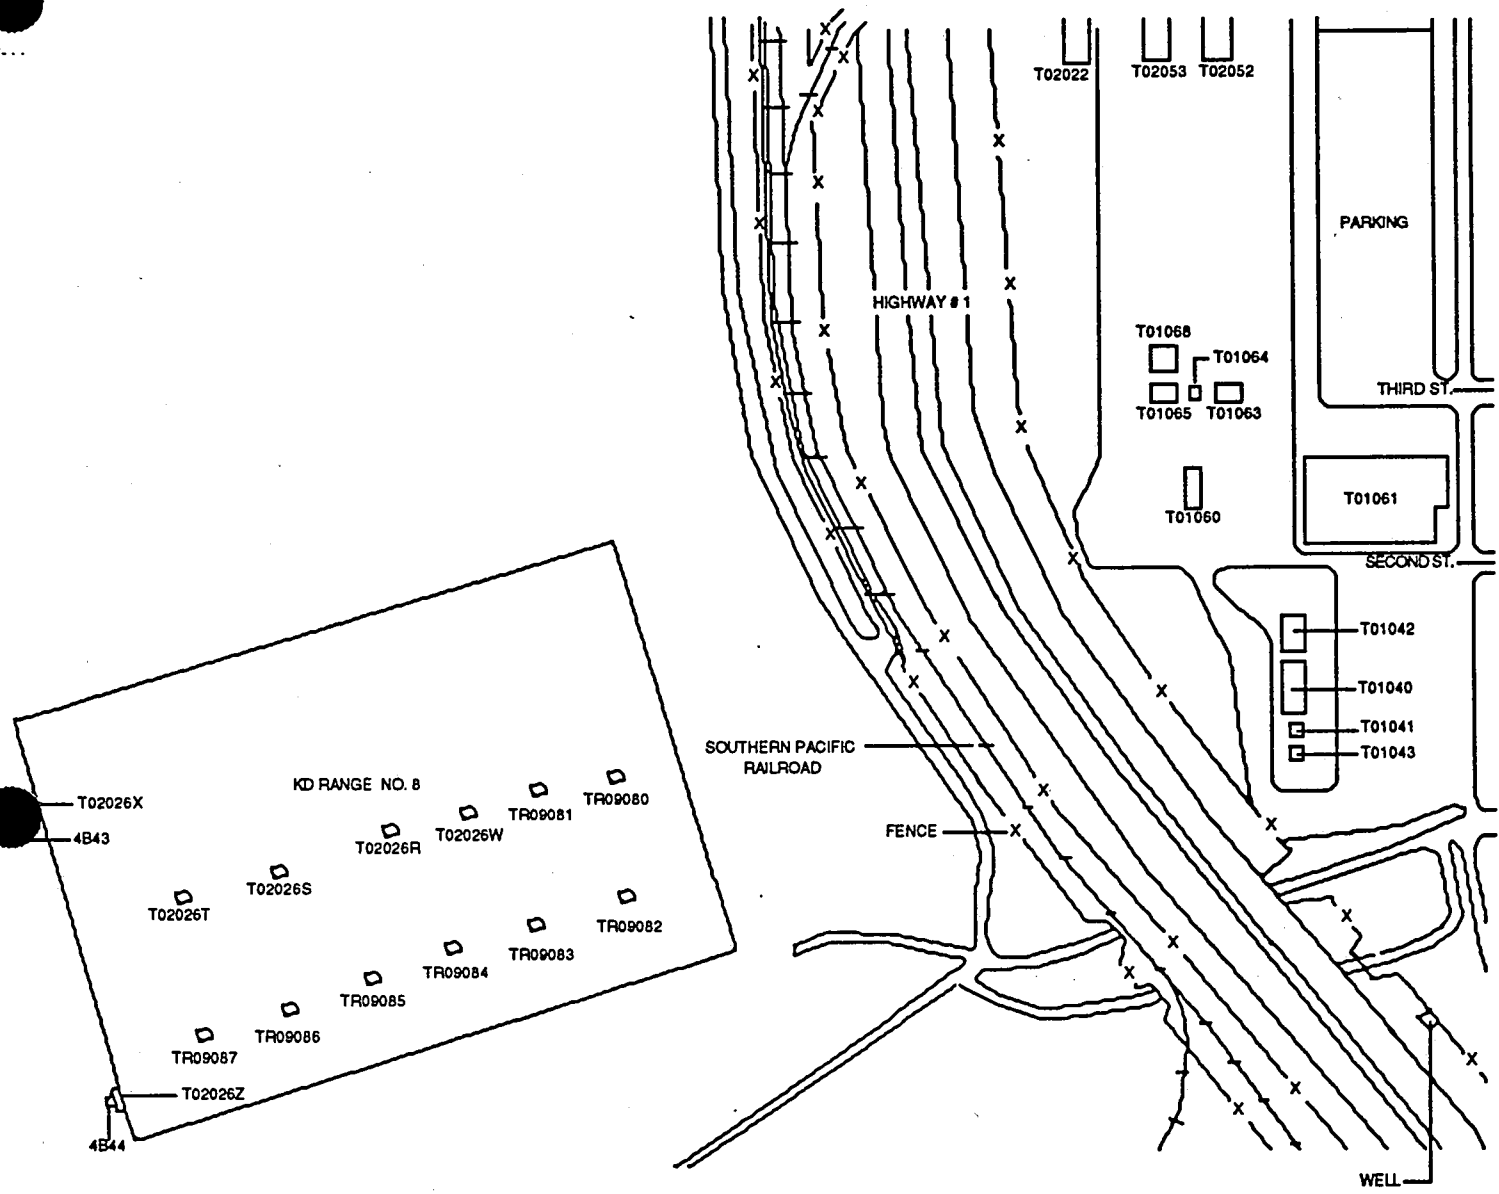 T02022
T02053 T02052
PARKING
HIGHWAY # 1
T01068
T01064
THIRD ST.
T01065 T01063
T01061
T01060
SECOND ST.
T01042
T01040
T01041
T01043
SOUTHERN PACIFIC
RAILROAD
FENCE
KD RANGE NO. 8
T02026X
4B43
TR09080
TR09081
T02026W
T02026R
T02026S
T02026T
TR09082
TR09083
TR09084
TR09085
TR09086
TR09087
T02026Z
4B44
WELL